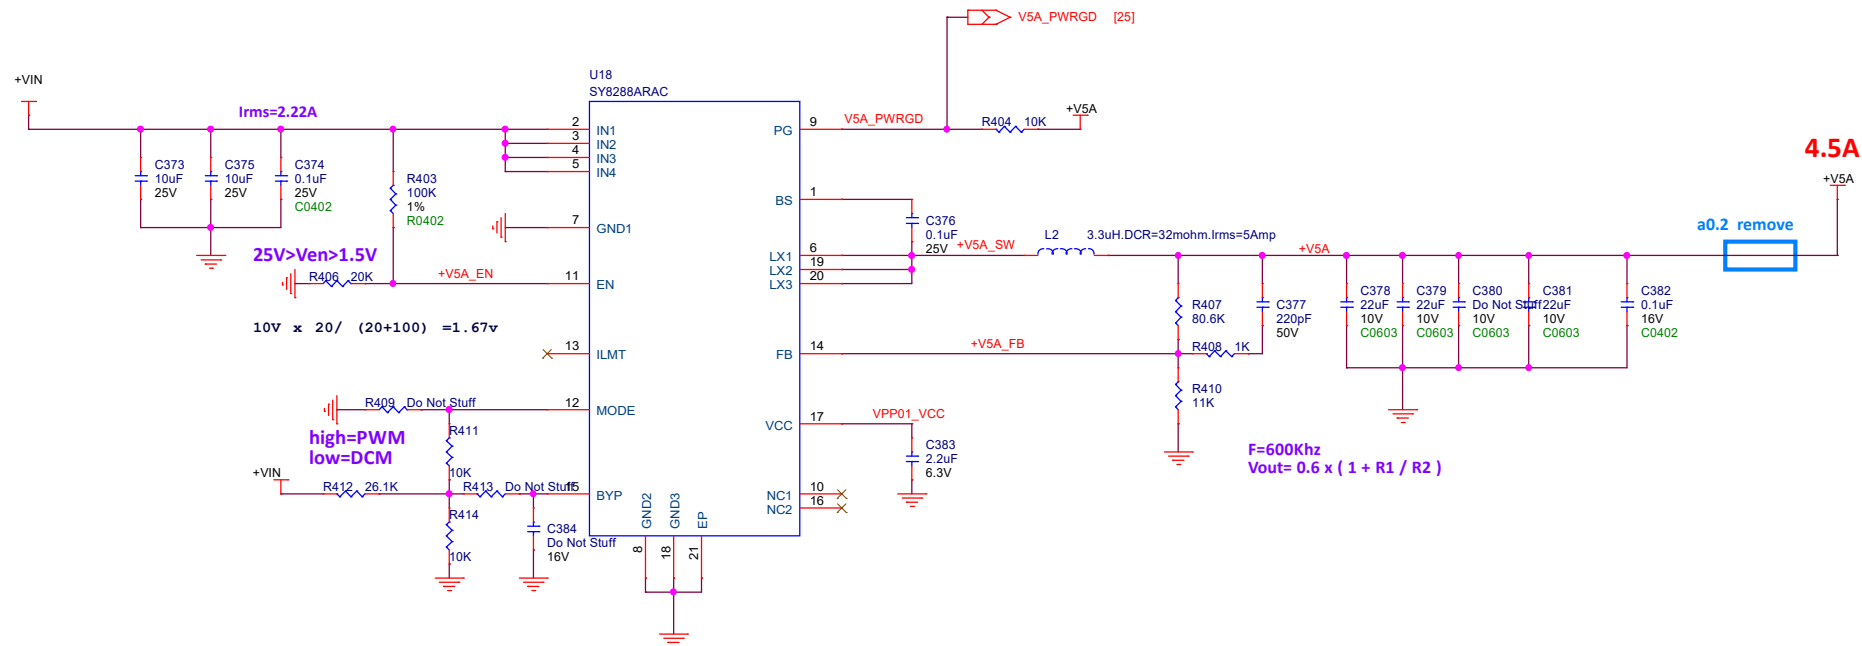 V5A_PWRGD [25]
+VIN
Irms=2.22A
U18
SY8288ARAC
2 IN1
3 IN2
4 IN3
5 IN4
7 GND1
11 EN
13 ILMT
12 MODE
15 BYP
8 GND2
18 GND3
21 EP
PG 9
BS 1
LX1 6
LX2 19
LX3 20
FB 14
VCC 17
NC1 10
NC2 16
C373
10uF
25V
C375
10uF
25V
C374
0.1uF
25V
C0402
R403
100K
1%
R0402
25V>Ven>1.5V
R406 20K
+V5A_EN
10V x 20/ (20+100) =1.67v
R409 Do Not Stuff
high=PWM
low=DCM
R411
10K
+VIN
R412 26.1K
R413 Do Not Stuff
R414
10K
C384
Do Not Stuff
16V
V5A_PWRGD
R404 10K
+V5A
C376
0.1uF
25V
+V5A_SW
L2 3.3uH.DCR=32mohm.Irms=5Amp
+V5A
R407
80.6K
C377
220pF
50V
+V5A_FB
R408 1K
R410
11K
VPP01_VCC
C383
2.2uF
6.3V
C378
22uF
10V
C0603
C379
22uF
10V
C0603
C380
Do Not Stuff
10V
C0603
C381
22uF
10V
C0603
C382
0.1uF
16V
C0402
4.5A
+V5A
a0.2 remove
F=600Khz
Vout= 0.6 x ( 1 + R1 / R2 )